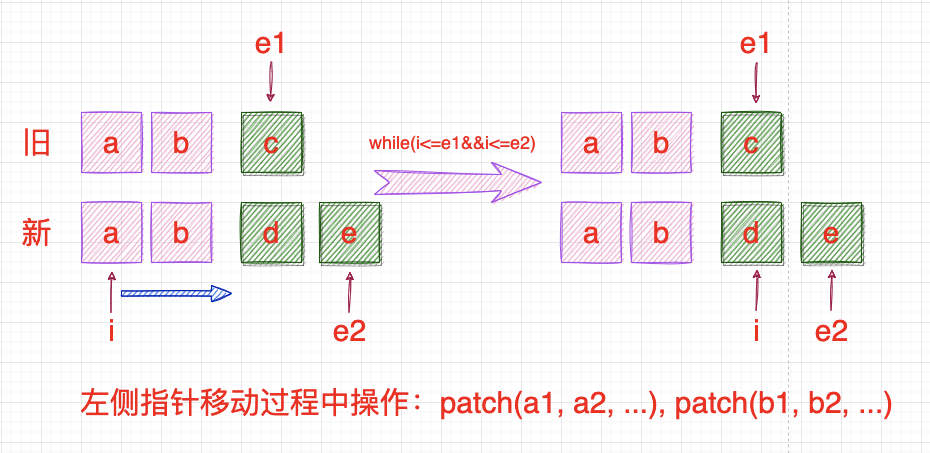 e1 e1
旧 a b c while(i<=e1&&i<=e2) a b c
新 a b d e a b d e
i e2 i e2
左侧指针移动过程中操作：patch(a1, a2, ...), patch(b1, b2, ...)